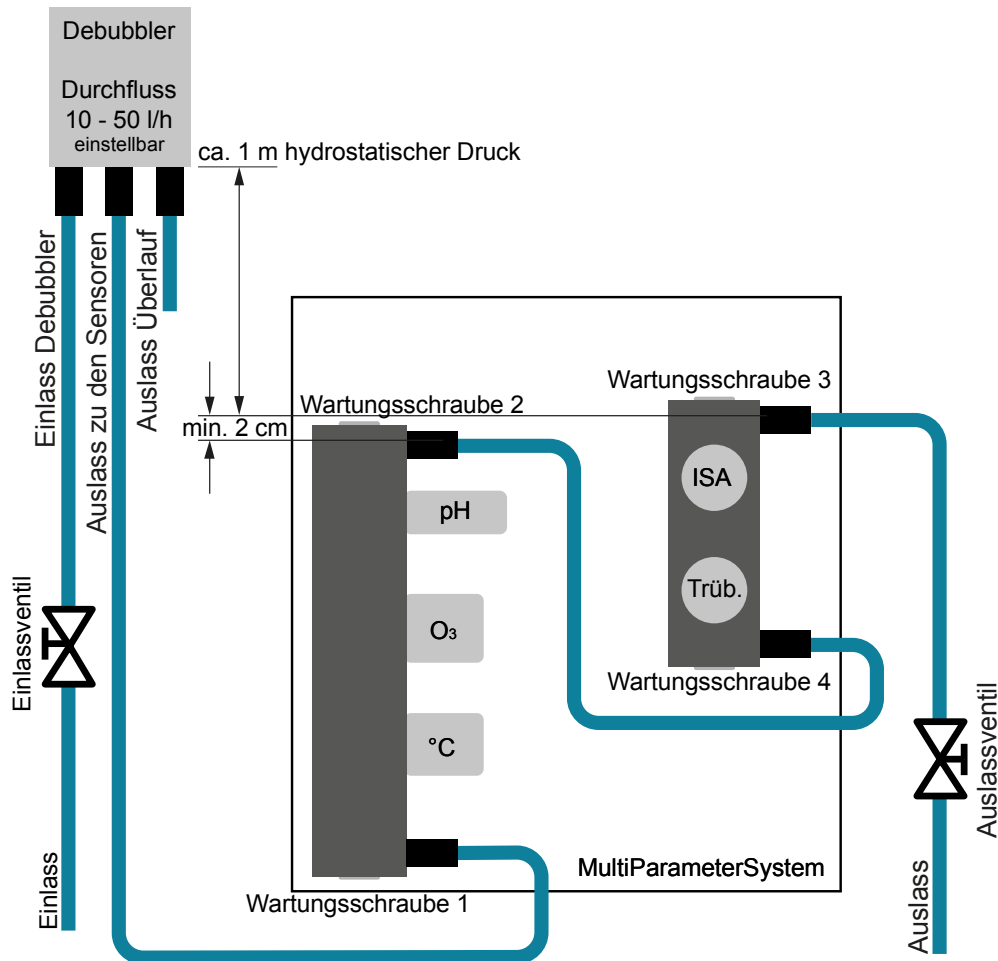 Debubbler
Durchfluss
10 - 50 l/h
einstellbar
ca. 1 m hydrostatischer Druck
Einlass Debubbler
Auslass zu den Sensoren
Auslass Überlauf
min. 2 cm
Wartungsschraube 2
Wartungsschraube 3
pH
O₃
°C
ISA
Trüb.
Wartungsschraube 4
Einlassventil
Auslassventil
Einlass
Wartungsschraube 1
MultiParameterSystem
Auslass